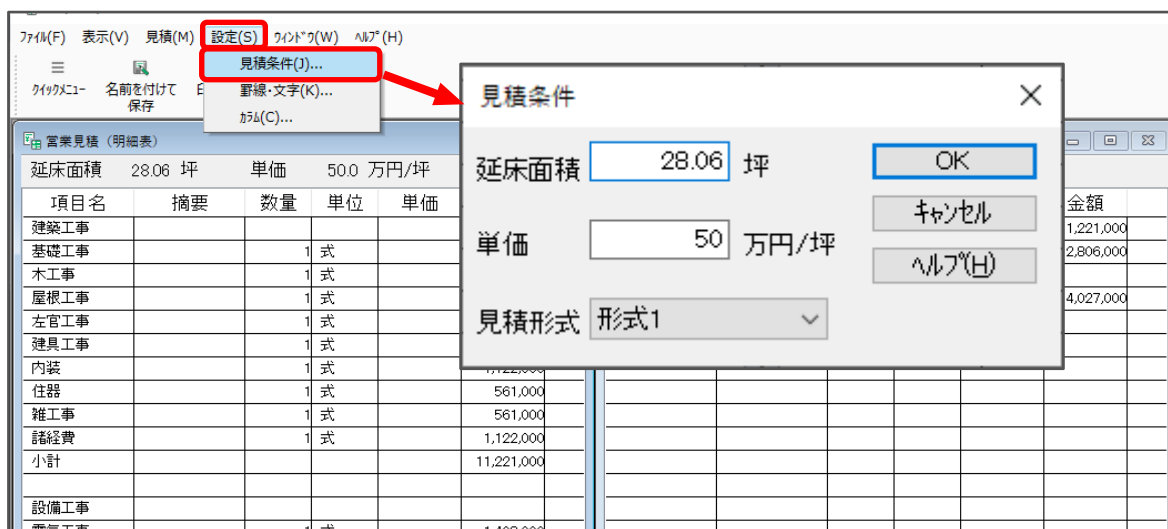 ﾌｧｲﾙ(F) 表示(V) 見積(M) 設定(S) ｳｨﾝﾄﾞｳ(W) ﾍﾙﾌﾟ(H)
見積条件(J)...
罫線・文字(K)...
ｶﾗﾑ(C)...
ｸｲｯｸﾒﾆｭｰ 名前を付けて
保存
見積条件
延床面積 28.06 坪
単価 50 万円/坪
見積形式 形式1
OK
ｷｬﾝｾﾙ
ﾍﾙﾌﾟ(H)
営業見積（明細表）
延床面積 28.06 坪 単価 50.0 万円/坪
項目名 摘要 数量 単位 単価 金額
建築工事 1,221,000
基礎工事 1 式 2,806,000
木工事 1 式
屋根工事 1 式 4,027,000
左官工事 1 式
建具工事 1 式
内装 1 式
住器 1 式 561,000
雑工事 1 式 561,000
諸経費 1 式 1,122,000
小計 11,221,000
設備工事